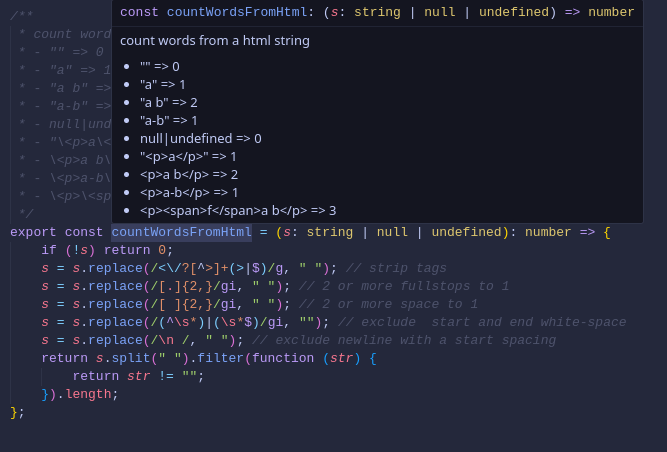 /**
const countWordsFromHtml: (s: string | null | undefined) => number
* count word
count words from a html string
* - "" => 0
* - "a" => 1
* - "a b" =>
* - "a-b" =>
* - null|und
* - "\<p>a\<
* - \<p>a b\
* - \<p>a-b\
* - \<p>\<sp
*/
• "" => 0
• "a" => 1
• "a b" => 2
• "a-b" => 1
• null|undefined => 0
• "<p>a</p>" => 1
• <p>a b</p> => 2
• <p>a-b</p> => 1
• <p><span>f</span>a b</p> => 3
export const countWordsFromHtml = (s: string | null | undefined): number => {
if (!s) return 0;
s = s.replace(/<\/?[^>]+(>|$)/g, " "); // strip tags
s = s.replace(/[.]{2,}/gi, " "); // 2 or more fullstops to 1
s = s.replace(/[ ]{2,}/gi, " "); // 2 or more space to 1
s = s.replace(/(^\s*)|(\s*$)/gi, ""); // exclude  start and end white-space
s = s.replace(/\n /, " "); // exclude newline with a start spacing
return s.split(" ").filter(function (str) {
return str != "";
}).length;
};